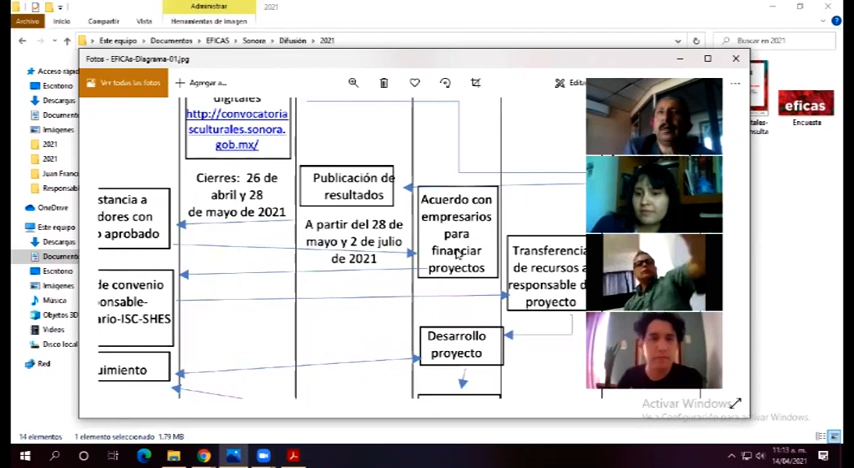 Administrar
2021
Archivo
Inicio
Compartir
Vista
Herramientas de imagen
Este equipo > Documentos > EFICAS > Sonora > Difusión > 2021
Buscar en 2021
Fotos - EFICAs-Diagrama-01.jpg
Ver todas las fotos
Agregar a...
Acceso
Escritorio
Descargas
Imágenes
2021
2021
Juan
OneDrive
Este equipo
Descargas
Escritorio
Imágenes
Música
Objetos 3D
Videos
Disco local
Red
digitales
http://convocatoria
sculturales.sonora.
gob.mx/
Cierres: 26 de
abril y 28
de mayo de 2021
Publicación de
resultados
A partir del 28 de
mayo y 2 de julio
de 2021
Acuerdo con
empresarios
para
financiar
proyectos
Transferencia
de recursos a
responsable de
proyecto
Desarrollo
proyecto
stancia a
dores con
o aprobado
de convenio
onsable-
ario-ISC-SHES
uimiento
eficas
Encuesta
Activar Windows
Ve a Configuración para activar Windows.
14 elementos
1 elemento seleccionado 1.79 MB
11:13 a. m.
14/04/2021